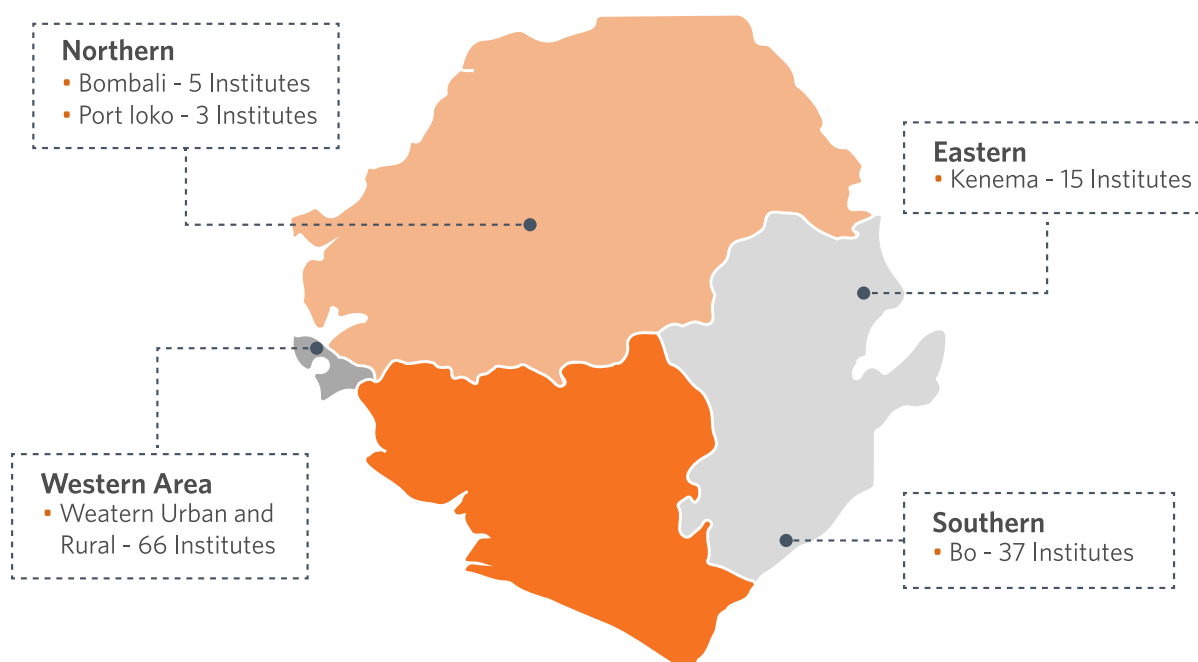 Northern
• Bombali - 5 Institutes
• Port loko - 3 Institutes
Eastern
• Kenema - 15 Institutes
Western Area
• Weatern Urban and
Rural - 66 Institutes
Southern
• Bo - 37 Institutes